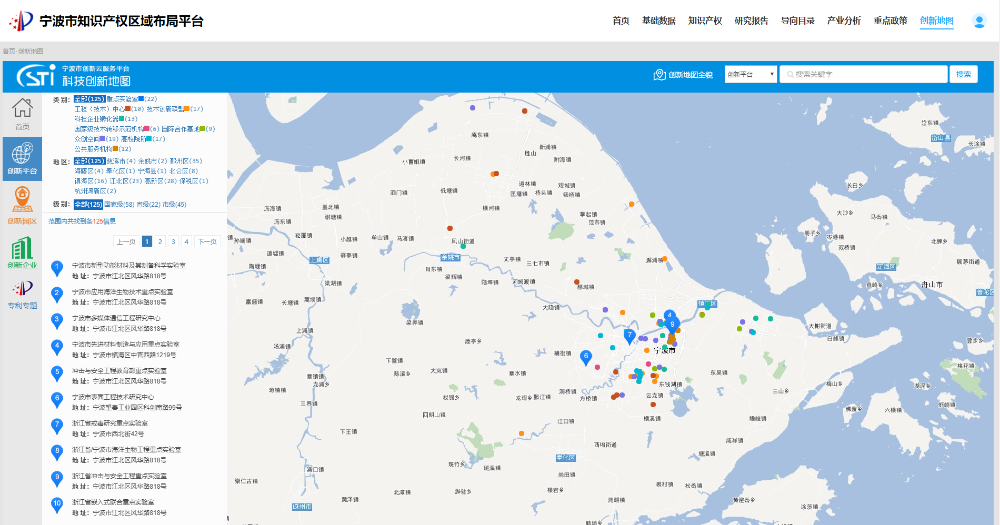 宁波市知识产权区域布局平台
首页 基础数据 知识产权 研究报告 导向目录 产业分析 重点政策 创新地图
首页-创新地图
STi 宁波市创新云服务平台
科技创新地图
创新地图全貌 创新平台 搜索关键字 搜索
首页
创新平台
创新园区
创新企业
专利专题
类 别： 全部(125) 重点实验室(22)
工程（技术）中心(10) 技术创新联盟(17)
科技企业孵化器(13)
国家级技术转移示范机构(6) 国际合作基地(9)
众创空间(19) 高校院所(17)
公共服务机构(12)
地 区： 全部(125) 慈溪市(4) 余姚市(2) 鄞州区(35)
海曙区(4) 奉化区(1) 宁海县(1) 北仑区(8)
镇海区(16) 江北区(23) 高新区(28) 保税区(1)
杭州湾新区(2)
级 别： 全部(125) 国家级(58) 省级(22) 市级(45)
范围内共找到条125信息
上一页 1 2 3 4 下一页
1 宁波市新型功能材料及其制备科学实验室
地 址： 宁波市江北区风华路818号
2 宁波市应用海洋生物技术重点实验室
地 址： 宁波市江北区风华路818号
3 宁波市多媒体通信工程研究中心
地 址： 宁波市江北区风华路818号
4 宁波市先进材料制造与应用重点实验室
地 址： 宁波市镇海区中官西路1219号
5 冲击与安全工程教育部重点实验室
地 址： 宁波市江北区风华路818号
6 宁波市表面工程技术研究中心
地 址： 宁波望春工业园区科创南路99号
7 浙江省戒毒研究重点实验室
地 址： 宁波市西北街42号
8 浙江省/宁波市海洋生物工程重点实验室
地 址： 宁波市江北区风华路818号
9 浙江省冲击与安全工程重点实验室
地 址： 宁波市江北区风华路818号
10 浙江省嵌入式联合重点实验室
地 址： 宁波市江北区风华路818号
岱东镇
庵东镇
岱山县
长涂镇
新浦镇
胜山
长河镇
附海镇
小曹娥镇
逍林镇
观城镇
长白乡
泗门镇
低塘镇
匡堰镇
桥头镇
师桥镇
沥海镇
盖北镇
横河镇
掌起镇
大沙乡
马岙镇
谢塘镇
沥东镇
范市镇
册子乡
岑港镇
崧厦镇
小越镇
牟山镇
马渚镇
凤山街道
孙端镇
北蝉乡
双桥镇
道墟镇
驿亭镇
上虞区
余姚市
丈亭镇
三七市镇
澥浦镇
展茅街道
陶堰镇
肖东镇
定海区
梁辉镇
梁湖镇
陆埠镇
河姆渡镇
慈城镇
盘峙乡
舟山市
普陀区
富盛镇
长塘镇
蒿坝镇
大隐镇
镇海区
梁弄镇
4
9
大榭街道
上浦镇
7
白峰镇
汤浦镇
鹿亭乡
横街镇
宁波市
登步乡
6
下管镇
桃花镇
章镇镇
陈溪乡
大岚镇
章水镇
东吴镇
龙浦乡
东钱湖镇
梅山乡
湖泥乡
蒋镇镇
洞桥镇
三山乡
杖锡乡
龙观乡
鄞江镇
方桥镇
云龙镇
三界镇
虾峙镇
佛渡乡
六横镇
四明山镇
横溪镇
瞻岐镇
江口镇
下王镇
咸祥镇
西坞街道
塘溪镇
奉化区
斑竹乡
班溪镇
浦口镇
尚田镇
崇仁古镇
裘村镇
松岙镇
北漳镇
跸驻乡
楼岩乡
黄泽镇
莼湖镇
黄避岙乡
嵊州市
涂茨镇